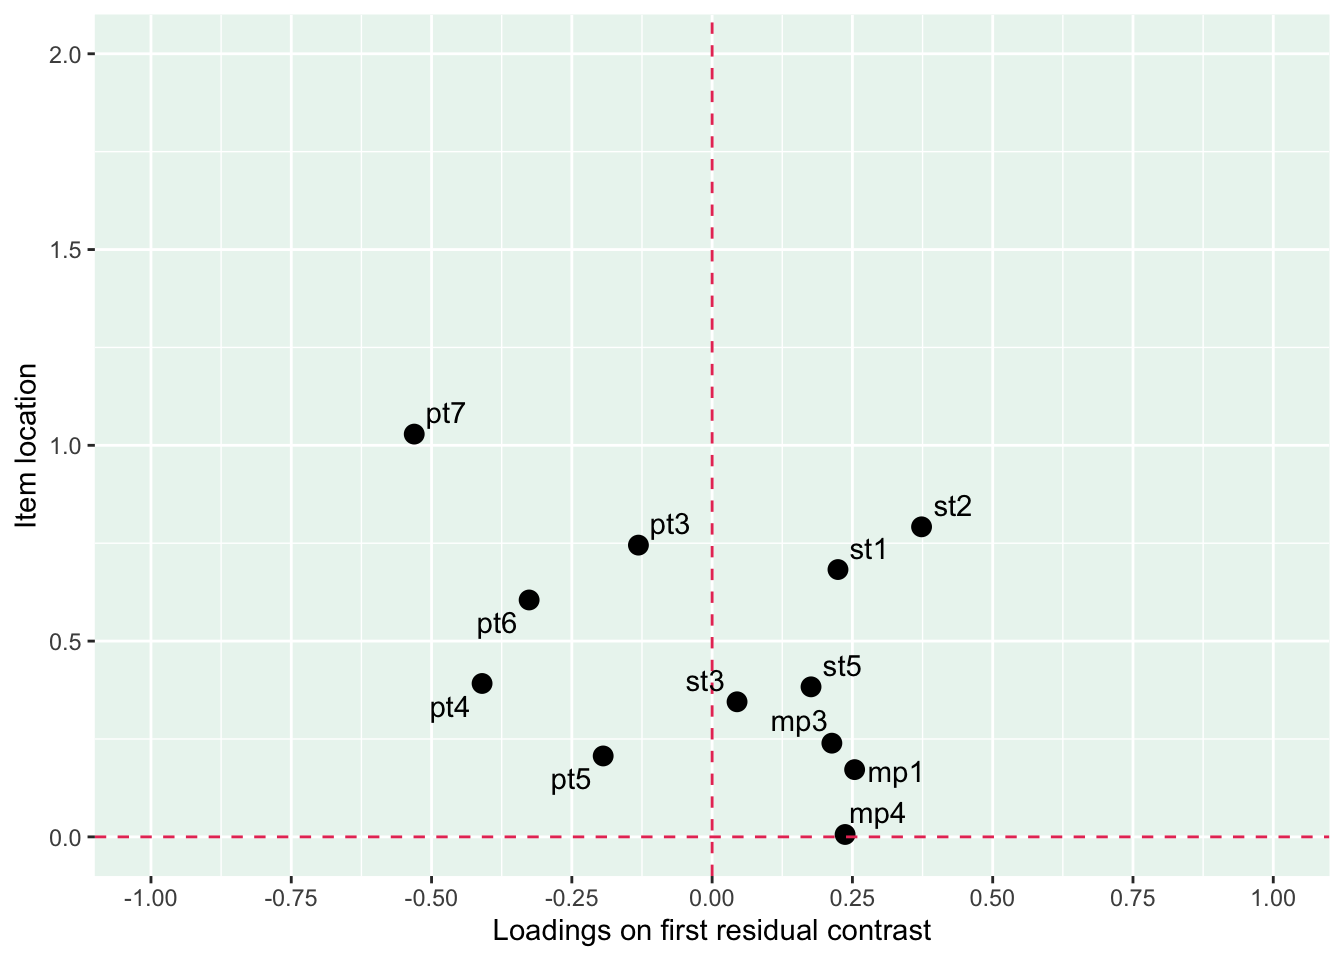 2.0
1.5
1.0
0.5
0.0
Item location
pt7
st2
pt3
st1
pt6
st5
st3
pt4
mp3
mp1
pt5
mp4
-1.00 -0.75 -0.50 -0.25 0.00 0.25 0.50 0.75 1.00
Loadings on first residual contrast